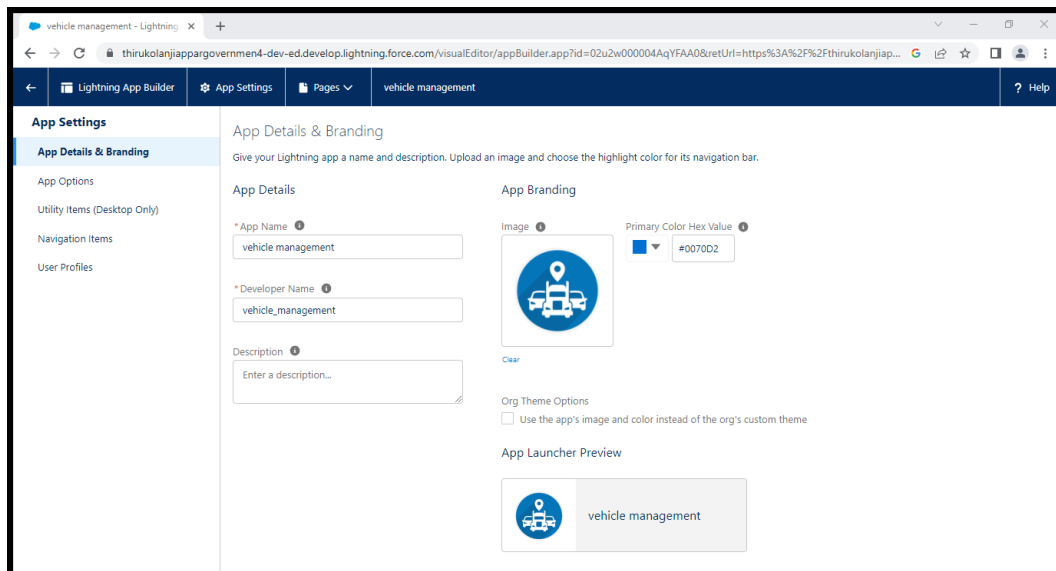 vehicle management - Lightning
thirukolanjiappargovernmen4-dev-ed.develop.lightning.force.com/visualEditor/appBuilder.app?id=02u2w000004AqYFAA0&retUrl=https%3A%2F%2Fthirukolanjiap...
Lightning App Builder
App Settings
Pages
vehicle management
? Help
App Settings
App Details & Branding
App Options
Utility Items (Desktop Only)
Navigation Items
User Profiles
App Details & Branding
Give your Lightning app a name and description. Upload an image and choose the highlight color for its navigation bar.
App Details
* App Name
vehicle management
* Developer Name
vehicle_management
Description
Enter a description...
App Branding
Image
Primary Color Hex Value
#0070D2
Clear
Org Theme Options
Use the app's image and color instead of the org's custom theme
App Launcher Preview
vehicle management